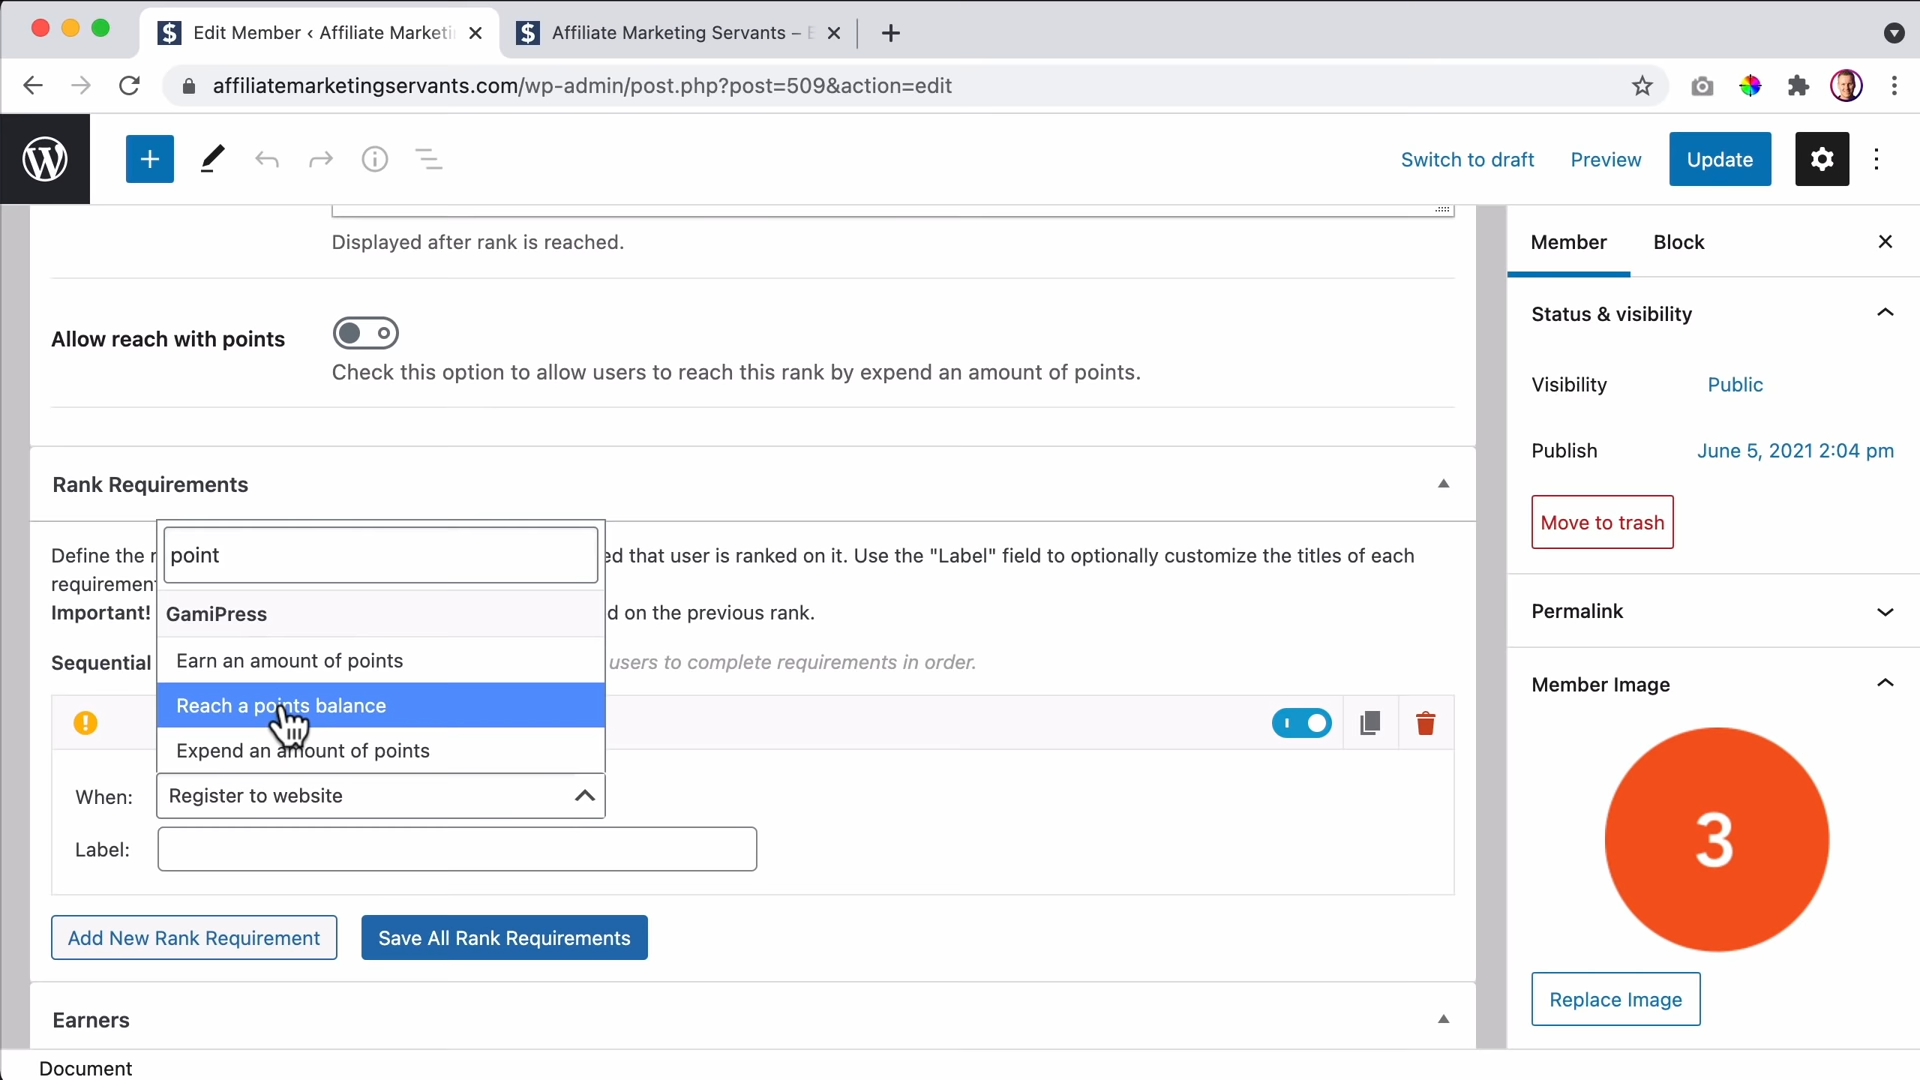 Edit Member ‹ Affiliate Marketi
Affiliate Marketing Servants –
affiliatemarketingservants.com/wp-admin/post.php?post=509&action=edit
Switch to draft
Preview
Update
Displayed after rank is reached.
Allow reach with points
Check this option to allow users to reach this rank by expend an amount of points.
Rank Requirements
Define the r
ed that user is ranked on it. Use the "Label" field to optionally customize the titles of each
requiremen
Important!
d on the previous rank.
Sequential
users to complete requirements in order.
point
GamiPress
Earn an amount of points
Reach a points balance
Expend an amount of points
When:
Register to website
Label:
Add New Rank Requirement
Save All Rank Requirements
Earners
Document
Member
Block
Status & visibility
Visibility
Public
Publish
June 5, 2021 2:04 pm
Move to trash
Permalink
Member Image
3
Replace Image